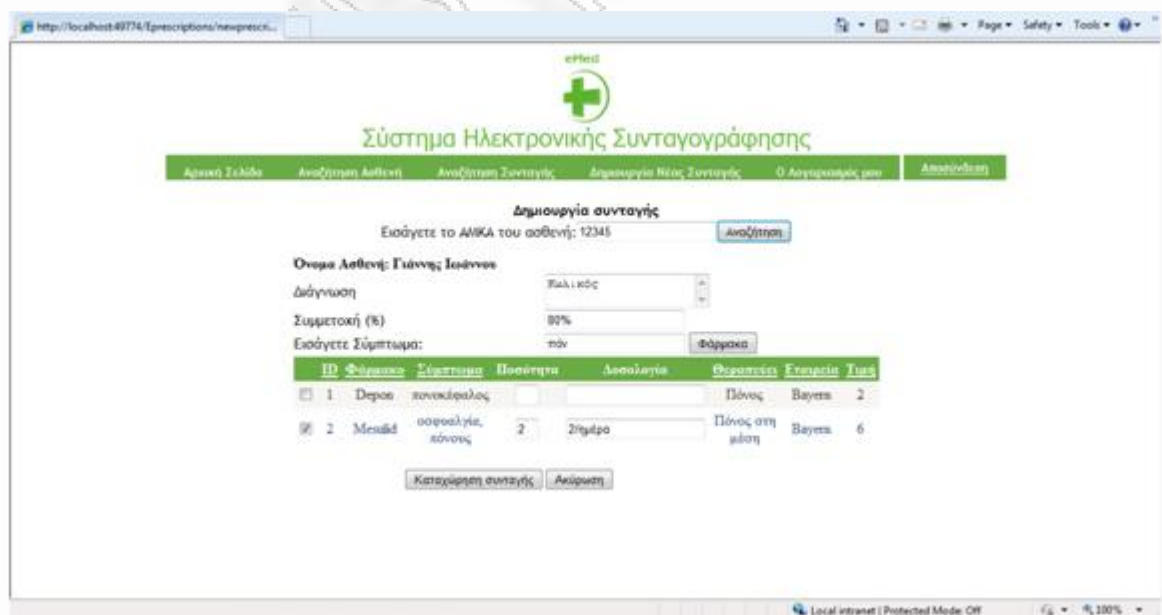 http://localhost:49774/Eprescriptions/newprescri...
Page Safety Tools
eMed
Σύστημα Ηλεκτρονικής Συνταγογράφησης
Αρχική Σελίδα Αναζήτηση Ασθενή Αναζήτηση Συνταγής Δημιουργία Νέας Συνταγής Ο Λογαριασμός μου Αποσύνδεση
Δημιουργία συνταγής
Εισάγετε το ΑΜΚΑ του ασθενή: 12345 Αναζήτηση
Όνομα Ασθενή: Γιάννης Ιωάννου
Διάγνωση
Συμμετοχή (%) 80%
Εισάγετε Σύμπτωμα: πόν Φάρμακα
ID Φάρμακο Σύμπτωμα Ποσότητα Δοσολογία Θεραπεύει Εταιρεία Τιμή
1 Depon πονοκέφαλος Πόνος Bayern 2
2 Mesulid οσφυαλγία, πόνους 2 2/ημέρα Πόνος στη μέση Bayern 6
Καταχώρηση συνταγής Ακύρωση
Local intranet | Protected Mode: Off 100%